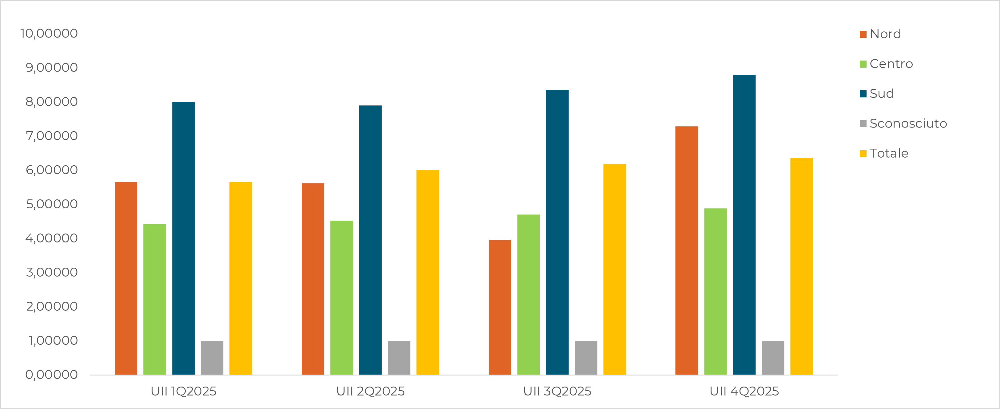 10,00000
9,00000
8,00000
7,00000
6,00000
5,00000
4,00000
3,00000
2,00000
1,00000
0,00000
UII 1Q2025
UII 2Q2025
UII 3Q2025
UII 4Q2025
Nord
Centro
Sud
Sconosciuto
Totale